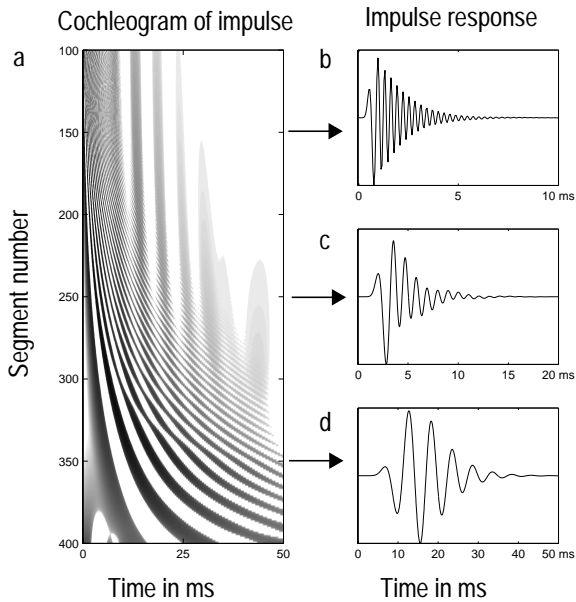 Cochleogram of impulse
Impulse response
a
100
150
200
250
300
350
400
Segment number
0 25 50
Time in ms
b
0 5 10 ms
c
0 5 10 15 20 ms
d
0 10 20 30 40 50 ms
Time in ms